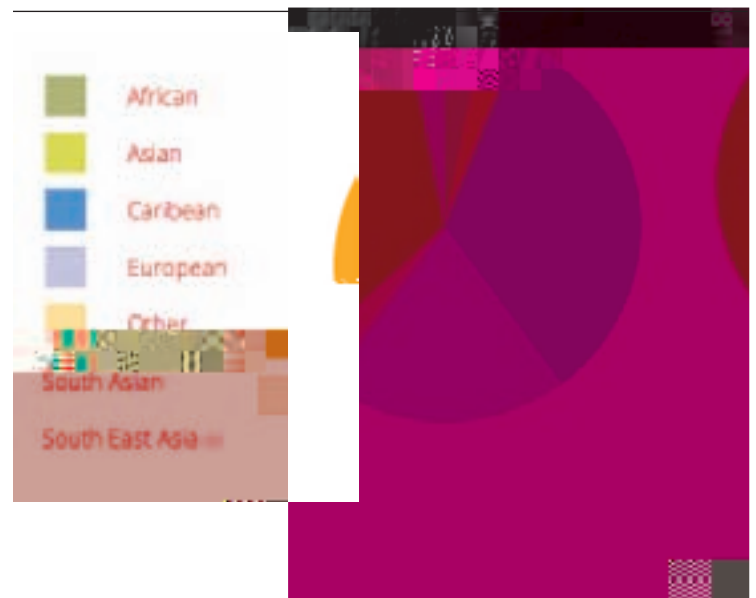 African
Asian
Caribean
European
Other
South Asian
South East Asia